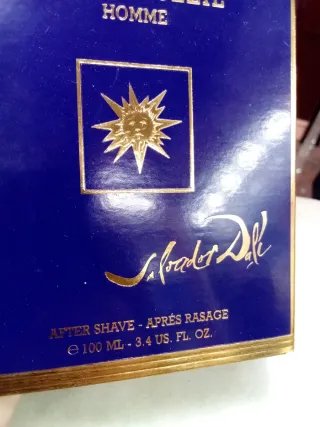 HOMME
Salvador Dalí
AFTER SHAVE - APRÉS RASAGE
℮ 100 ML - 3.4 US. FL. OZ.